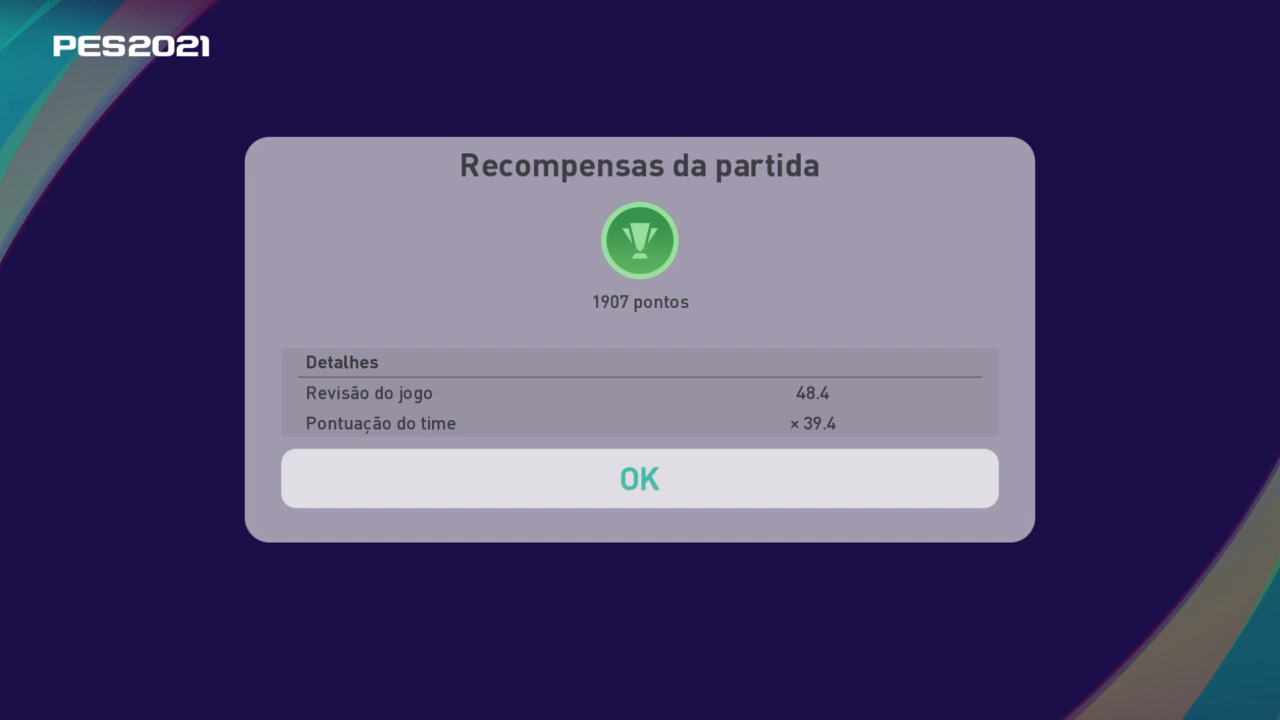 PES2021
Recompensas da partida
1907 pontos
Detalhes
Revisão do jogo 48.4
Pontuação do time × 39.4
OK